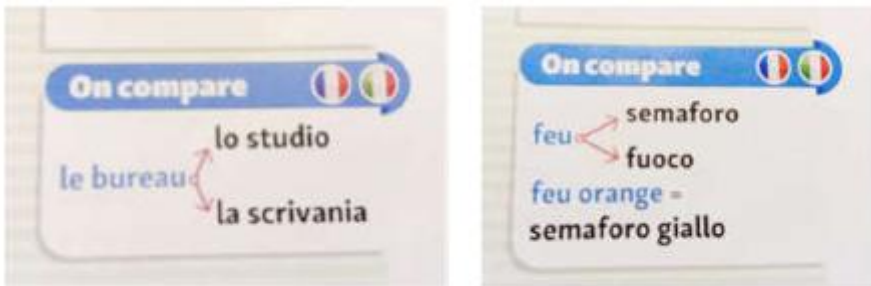 On compare
lo studio
le bureau
la scrivania
On compare
semaforo
feu
fuoco
feu orange =
semaforo giallo